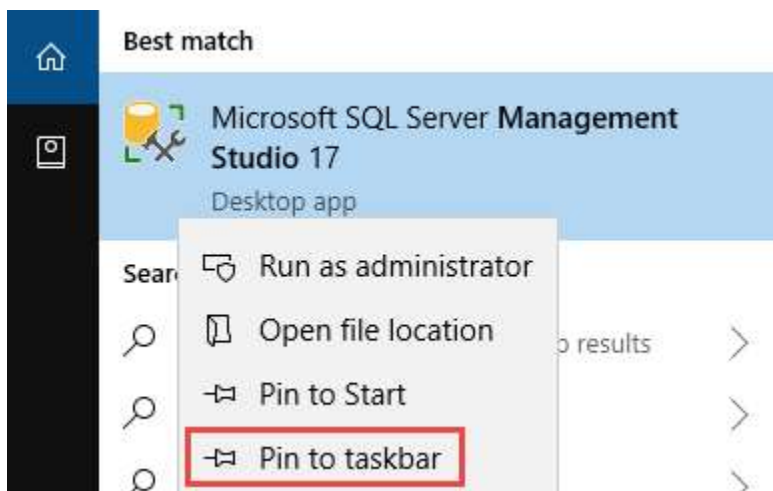 Best match
Microsoft SQL Server Management
Studio 17
Desktop app
Run as administrator
Open file location
results
Pin to Start
Pin to taskbar